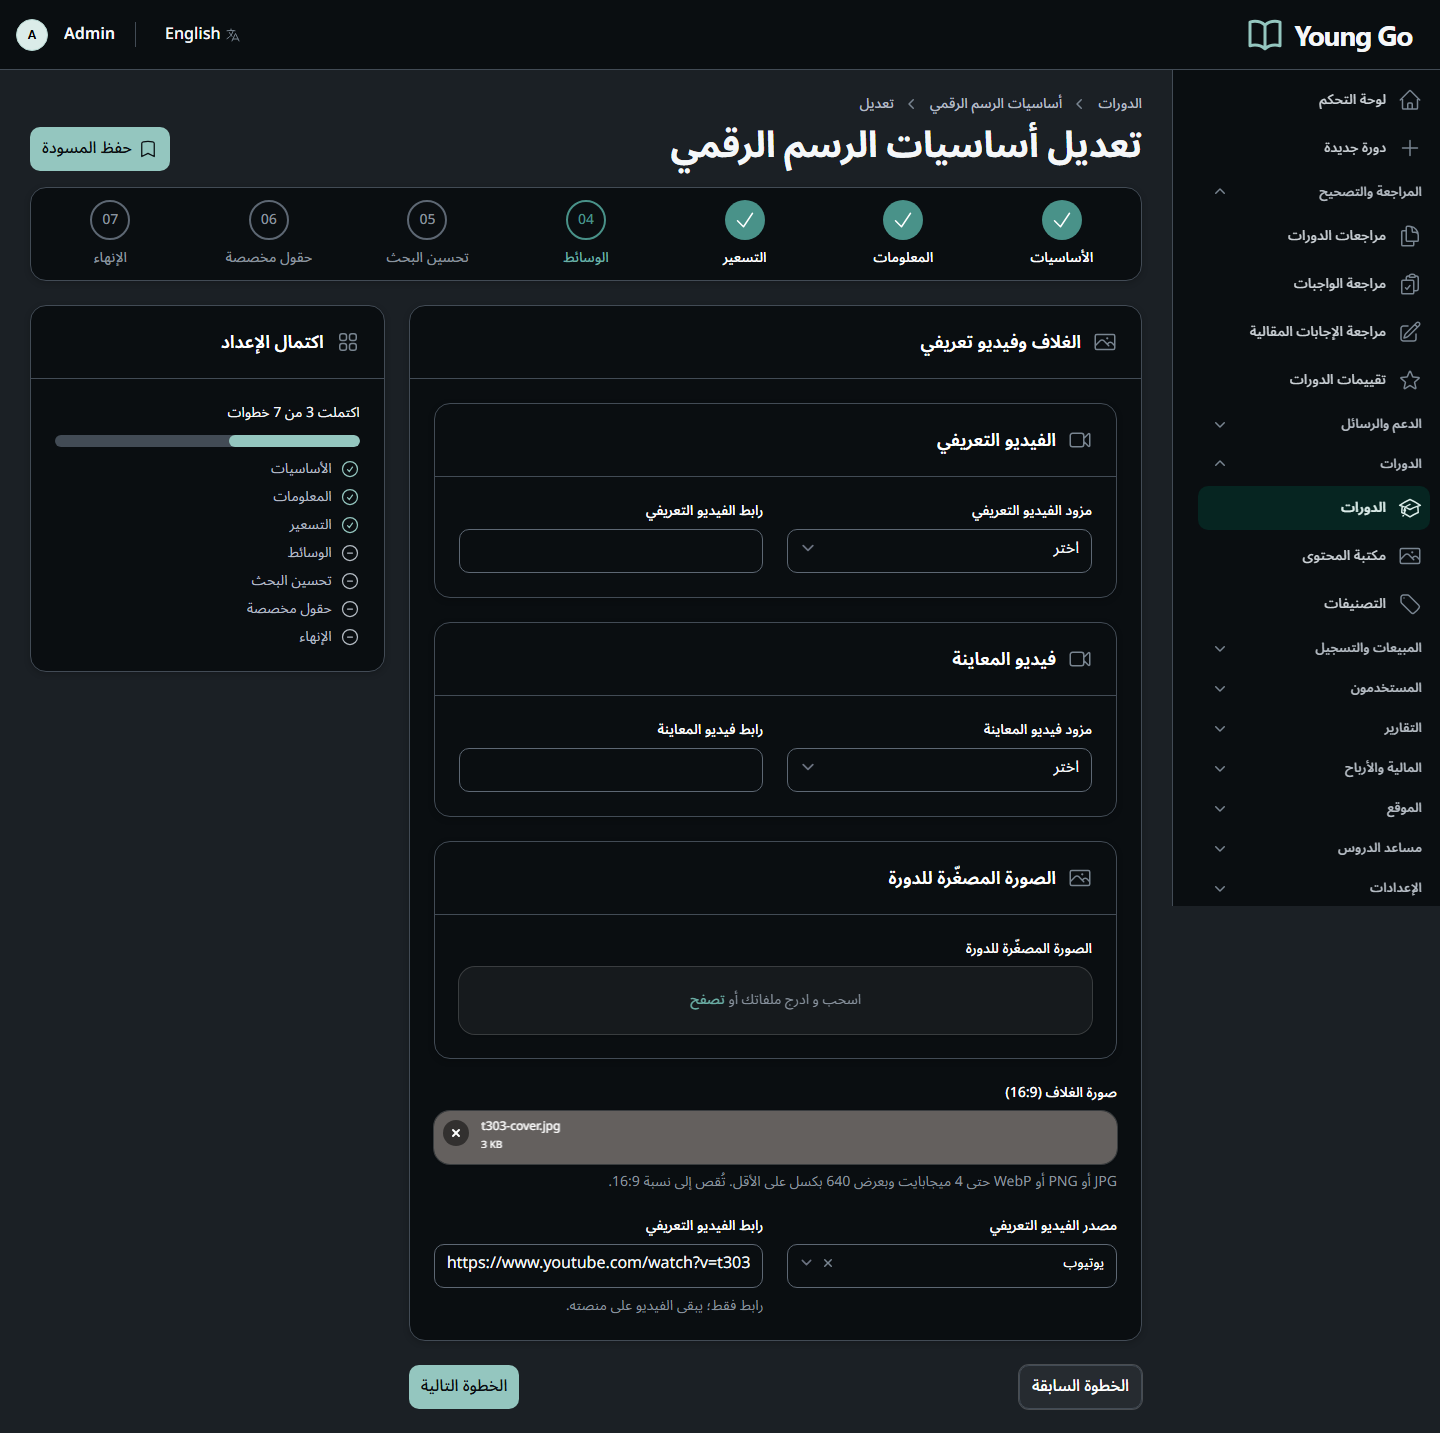 Young Go
English
Admin
A
لوحة التحكم
دورة جديدة
المراجعة والتصحيح
مراجعات الدورات
مراجعة الواجبات
مراجعة الإجابات المقالية
تقييمات الدورات
الدعم والرسائل
الدورات
الدورات
مكتبة المحتوى
التصنيفات
المبيعات والتسجيل
المستخدمون
التقارير
المالية والأرباح
الموقع
مساعد الدروس
الإعدادات
الدورات
أساسيات الرسم الرقمي
تعديل
تعديل أساسيات الرسم الرقمي
حفظ المسودة
الأساسيات
المعلومات
التسعير
04
الوسائط
05
تحسين البحث
06
حقول مخصصة
07
الإنهاء
الغلاف وفيديو تعريفي
الفيديو التعريفي
مزود الفيديو التعريفي
رابط الفيديو التعريفي
اختر
فيديو المعاينة
مزود فيديو المعاينة
رابط فيديو المعاينة
اختر
الصورة المصغّرة للدورة
الصورة المصغّرة للدورة
اسحب و ادرج ملفاتك أو تصفح
صورة الغلاف (16:9)
t303-cover.jpg
3 KB
JPG أو PNG أو WebP حتى 4 ميجابايت وبعرض 640 بكسل على الأقل. تُقص إلى نسبة 16:9.
مصدر الفيديو التعريفي
رابط الفيديو التعريفي
يوتيوب
https://www.youtube.com/watch?v=t303
رابط فقط؛ يبقى الفيديو على منصته.
الخطوة السابقة
الخطوة التالية
اكتمال الإعداد
اكتملت 3 من 7 خطوات
الأساسيات
المعلومات
التسعير
الوسائط
تحسين البحث
حقول مخصصة
الإنهاء